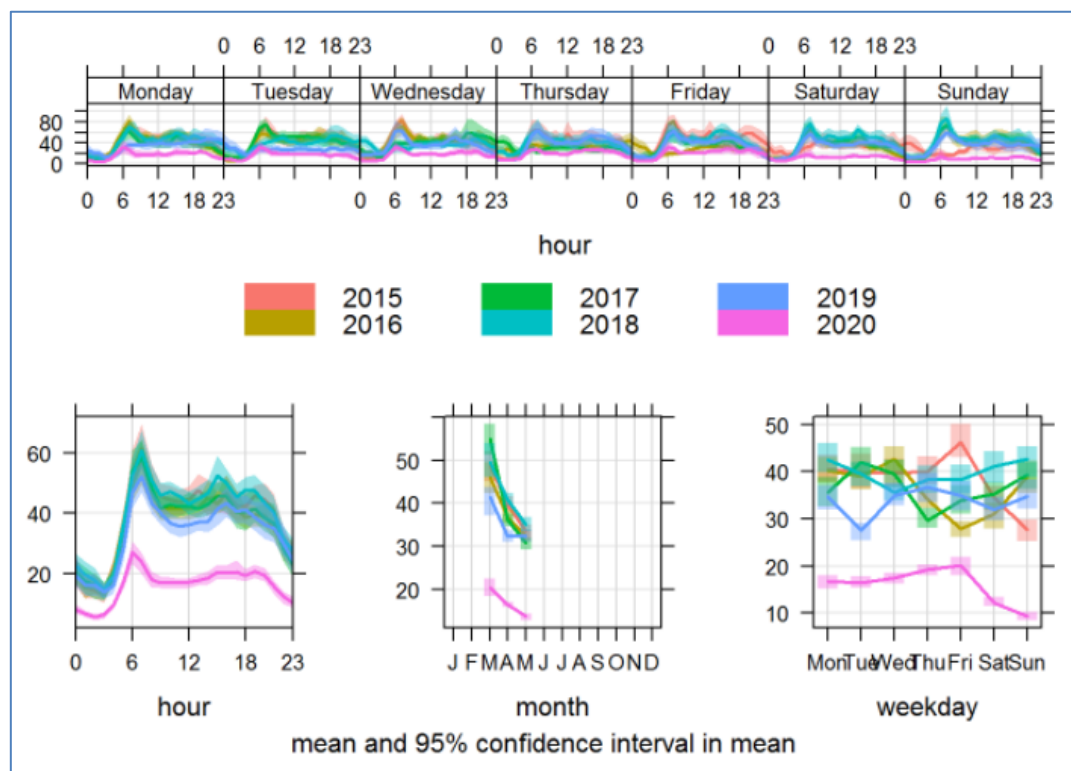 0 6 12 18 23 0 6 12 18 23 0 6 12 18 23
Monday Tuesday Wednesday Thursday Friday Saturday Sunday
80
40
0
0 6 12 18 23 0 6 12 18 23 0 6 12 18 23 0 6 12 18 23
hour
2015 2017 2019
2016 2018 2020
60
40
20
0 6 12 18 23
hour
50
40
30
20
J F M A M J J A S O N D
month
50
40
30
20
10
Mon Tue Wed Thu Fri Sat Sun
weekday
mean and 95% confidence interval in mean